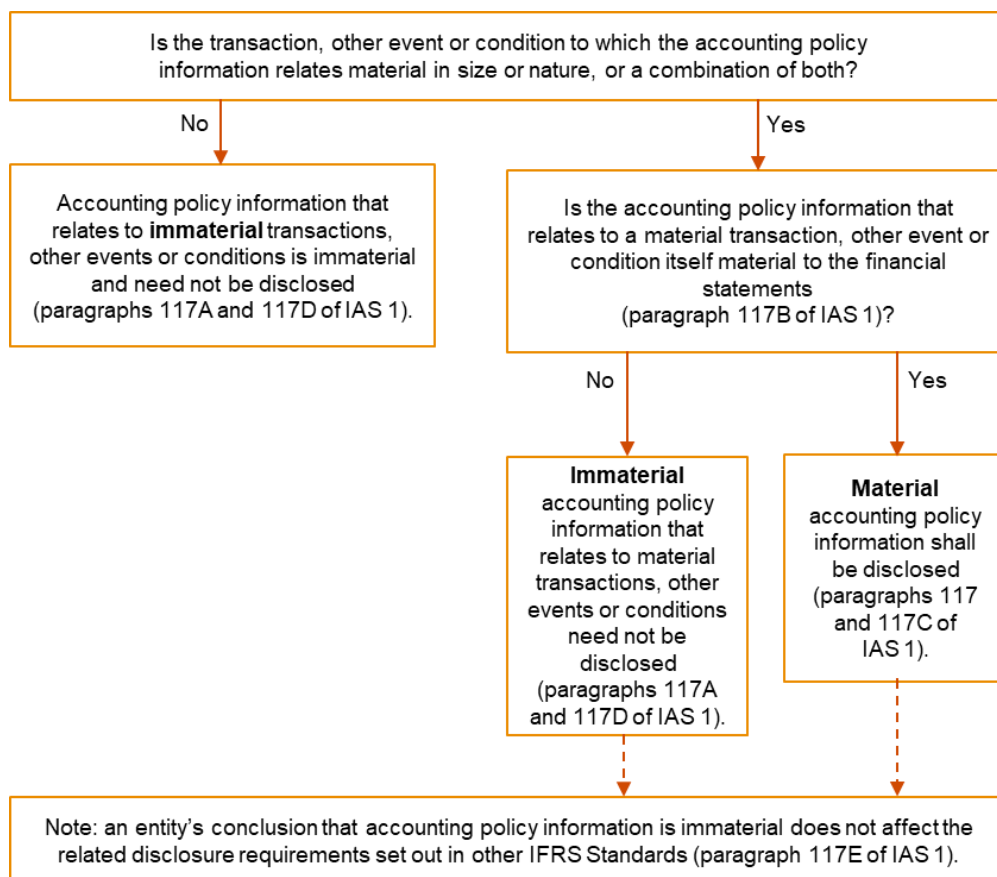 Is the transaction, other event or condition to which the accounting policy
information relates material in size or nature, or a combination of both?
No
Yes
Accounting policy information that
relates to immaterial transactions,
other events or conditions is immaterial
and need not be disclosed
(paragraphs 117A and 117D of IAS 1).
Is the accounting policy information that
relates to a material transaction, other event or
condition itself material to the financial
statements
(paragraph 117B of IAS 1)?
No
Yes
Immaterial
accounting policy
information that
relates to material
transactions, other
events or conditions
need not be
disclosed
(paragraphs 117A
and 117D of IAS 1).
Material
accounting policy
information shall
be disclosed
(paragraphs 117
and 117C of
IAS 1).
Note: an entity's conclusion that accounting policy information is immaterial does not affect the
related disclosure requirements set out in other IFRS Standards (paragraph 117E of IAS 1).